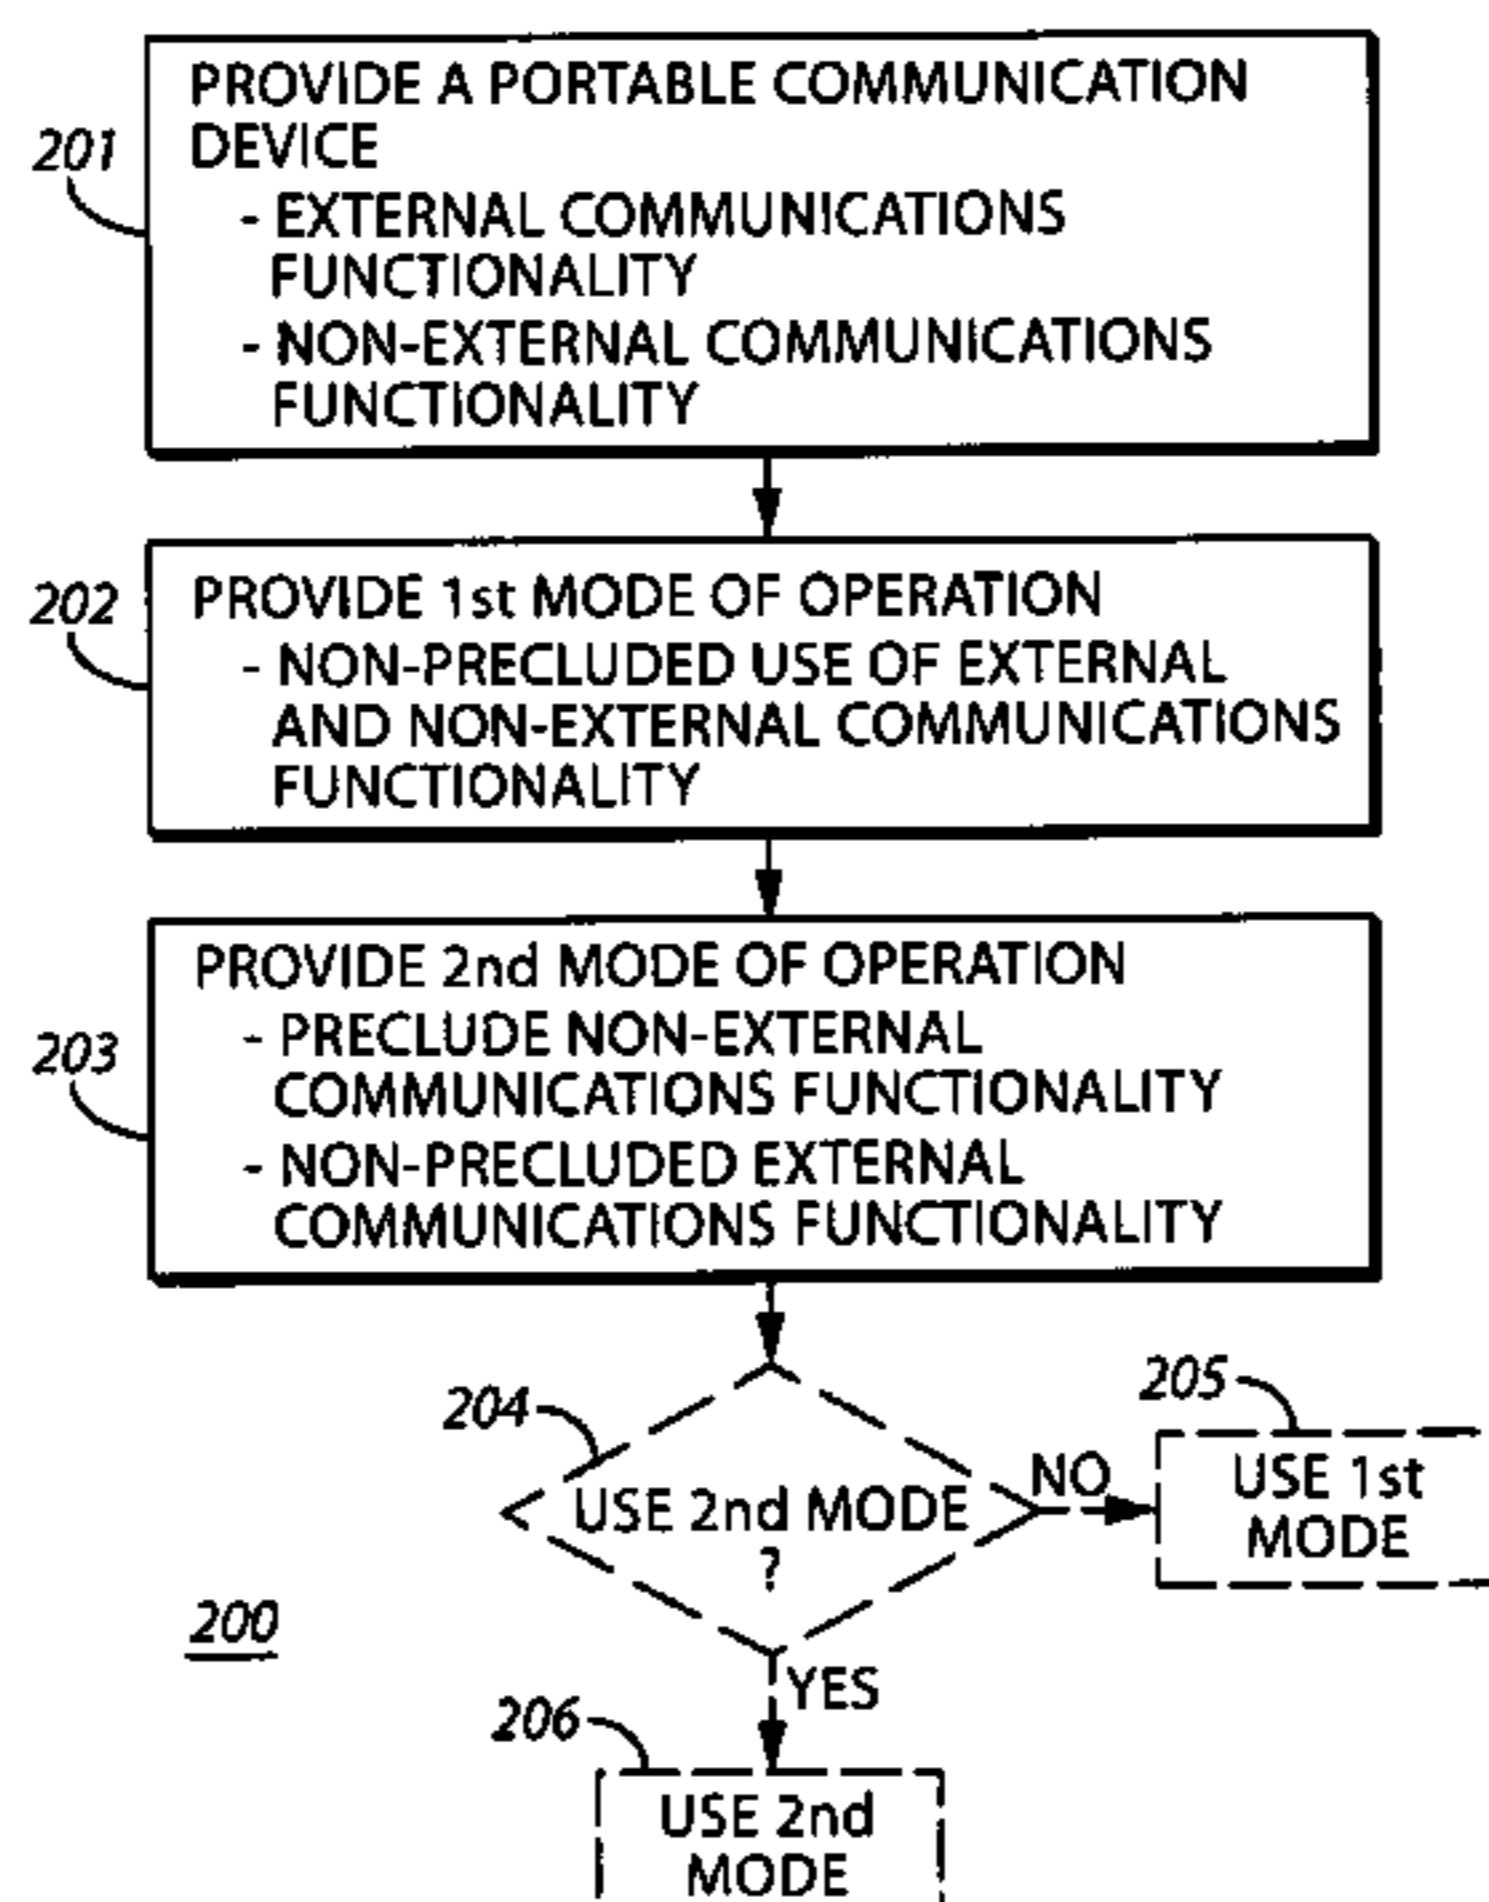 PROVIDE A PORTABLE COMMUNICATION
DEVICE
- EXTERNAL COMMUNICATIONS
FUNCTIONALITY
- NON-EXTERNAL COMMUNICATIONS
FUNCTIONALITY
201
PROVIDE 1st MODE OF OPERATION
- NON-PRECLUDED USE OF EXTERNAL
AND NON-EXTERNAL COMMUNICATIONS
FUNCTIONALITY
202
PROVIDE 2nd MODE OF OPERATION
- PRECLUDE NON-EXTERNAL
COMMUNICATIONS FUNCTIONALITY
- NON-PRECLUDED EXTERNAL
COMMUNICATIONS FUNCTIONALITY
203
204
USE 2nd MODE
?
NO
205
USE 1st
MODE
YES
200
206
USE 2nd
MODE